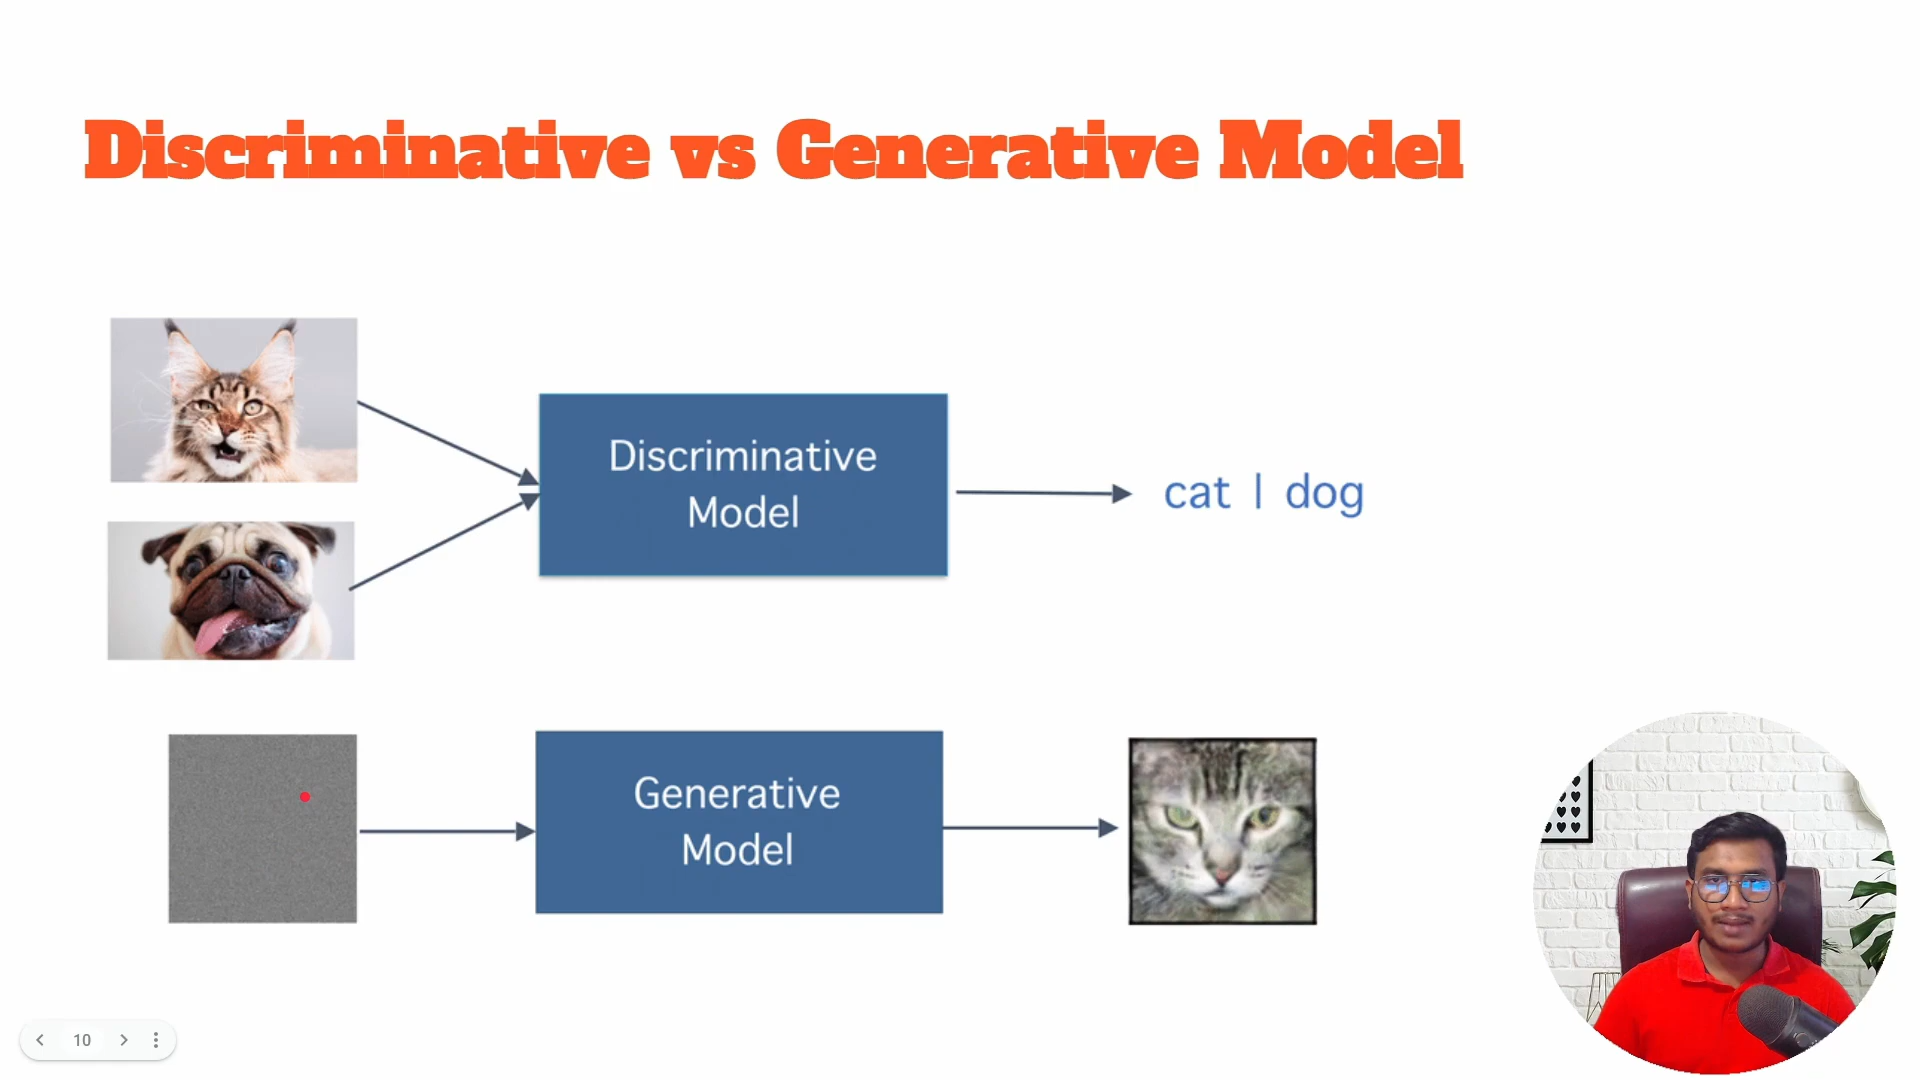 Discriminative vs Generative Model
Discriminative
Model
cat | dog
Generative
Model
10